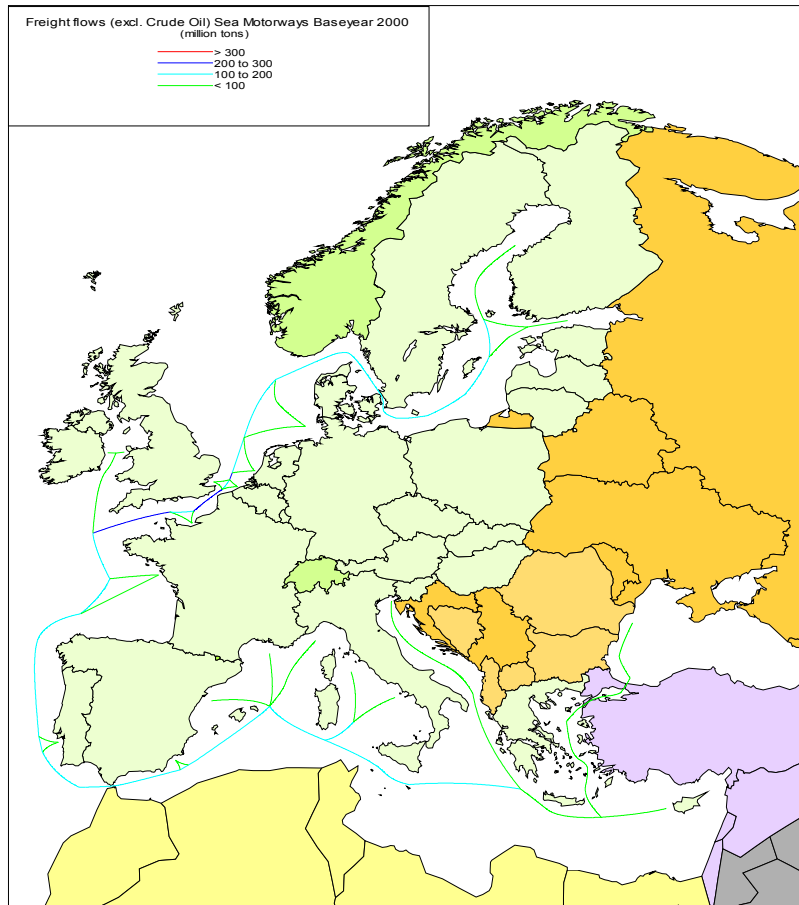 Freight flows (excl. Crude Oil) Sea Motorways Baseyear 2000
(million tons)
> 300
200 to 300
100 to 200
< 100